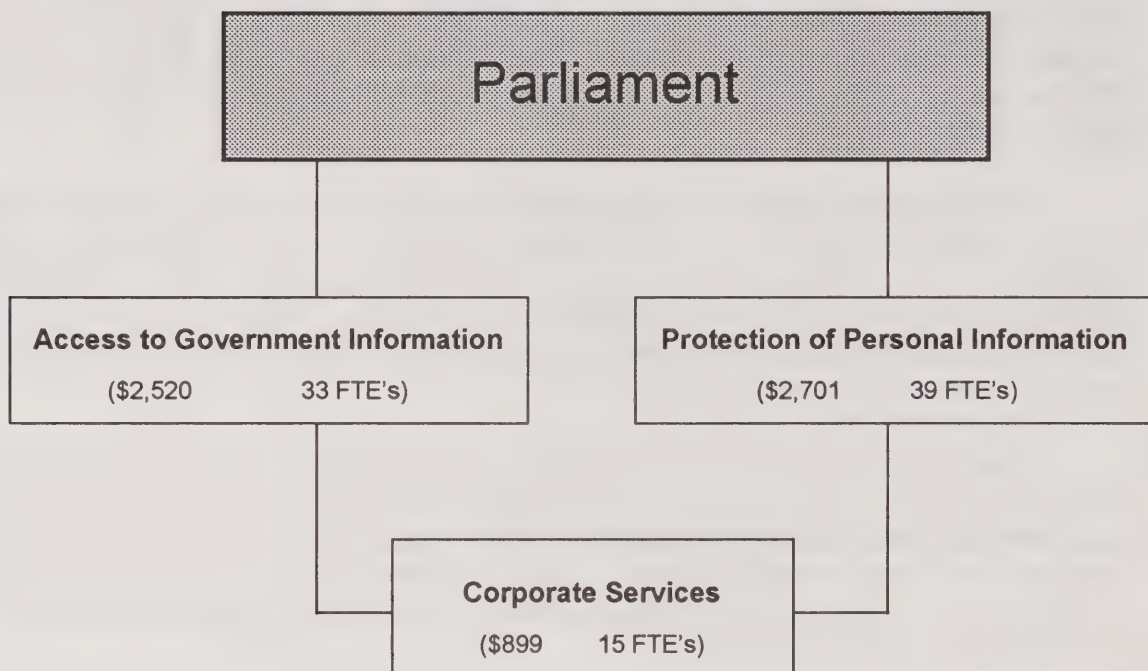 Parliament
Access to Government Information
($2,520 33 FTE's)
Protection of Personal Information
($2,701 39 FTE's)
Corporate Services
($899 15 FTE's)